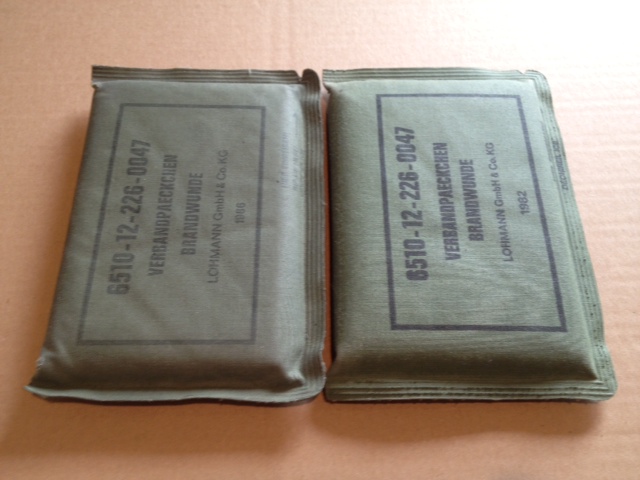 6510-12-226-0047
VERBANDPAECKCHEN
BRANDWUNDE
LOHMANN GmbH & Co. KG
1986
6510-12-226-0047
VERBANDPAECKCHEN
BRANDWUNDE
LOHMANN GmbH & Co. KG
1982